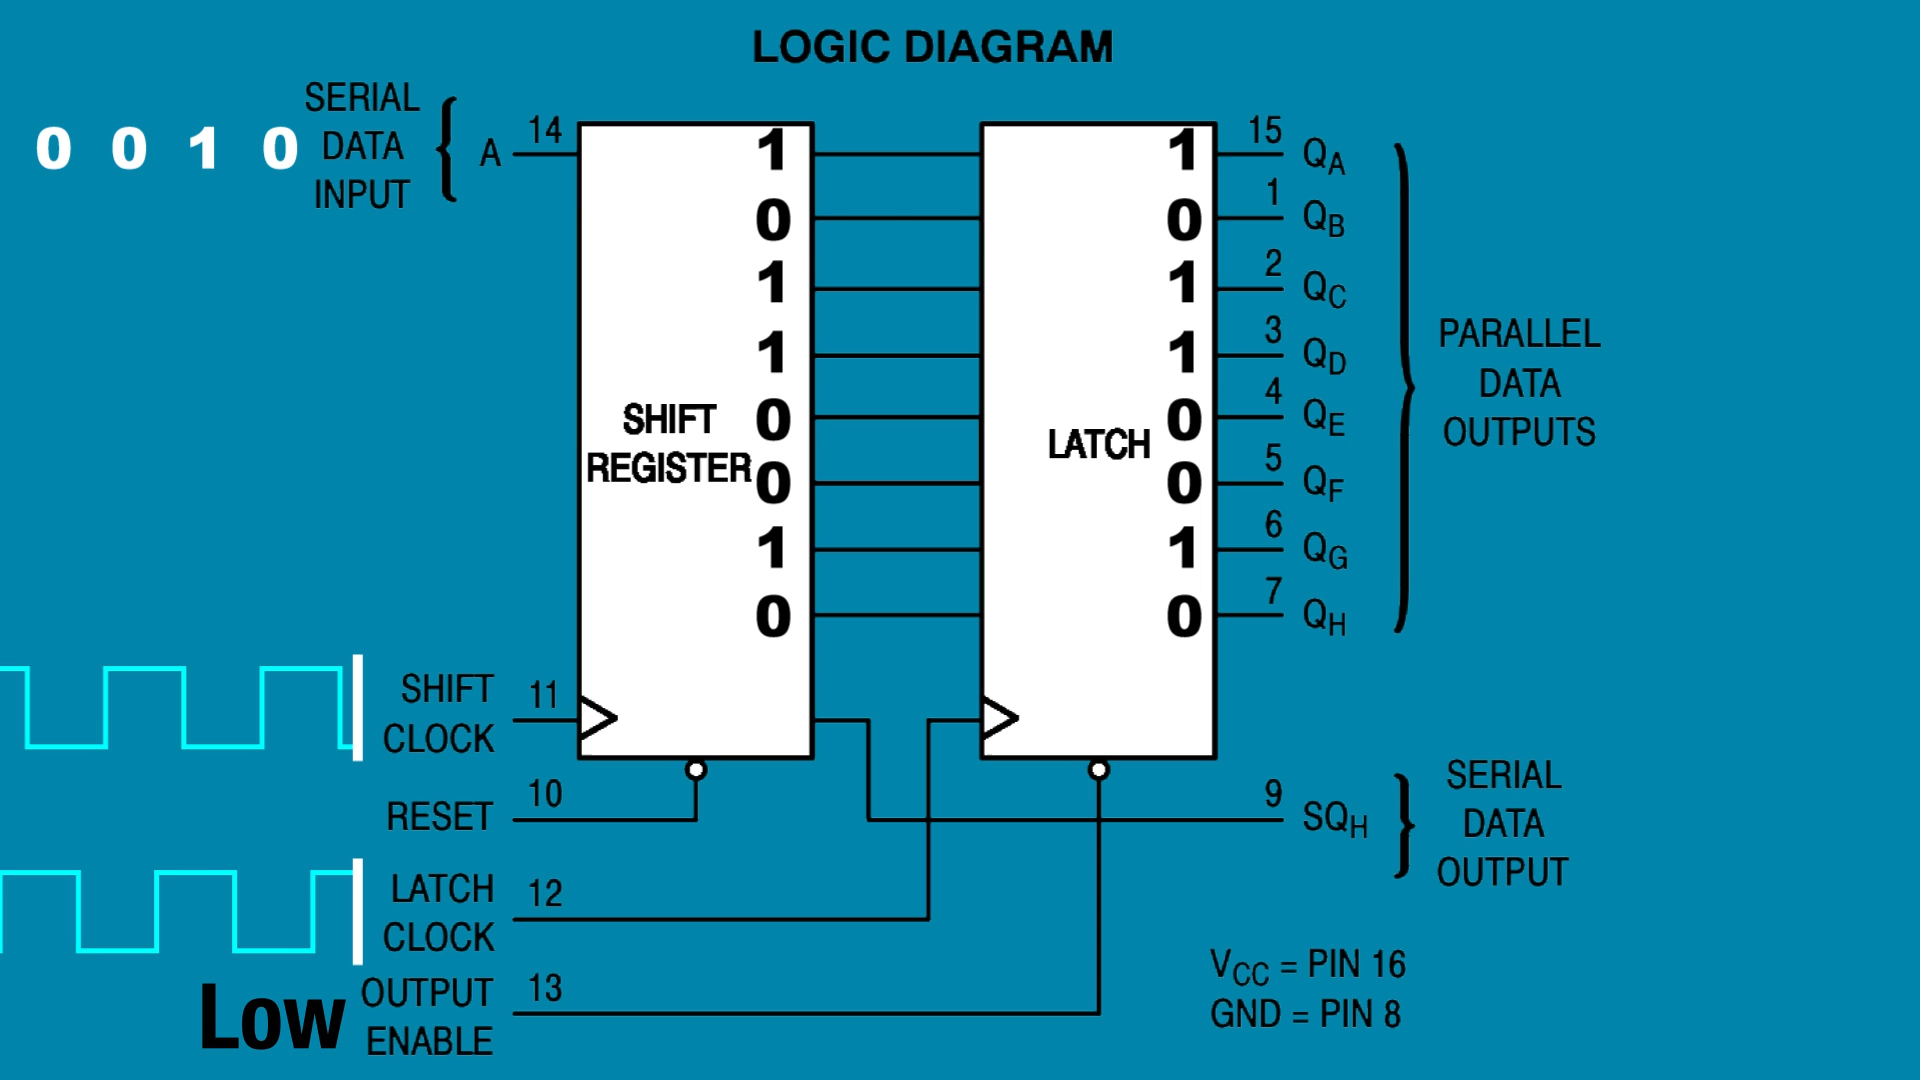 LOGIC DIAGRAM
0 0 1 0
SERIAL
DATA
INPUT
A
14
SHIFT
REGISTER
1
0
1
1
0
0
1
0
LATCH
1
0
1
1
0
0
1
0
15 QA
1 QB
2 QC
3 QD
4 QE
5 QF
6 QG
7 QH
PARALLEL
DATA
OUTPUTS
SHIFT
CLOCK
11
RESET
10
LATCH
CLOCK
12
Low
OUTPUT
ENABLE
13
9 SQH
SERIAL
DATA
OUTPUT
VCC = PIN 16
GND = PIN 8